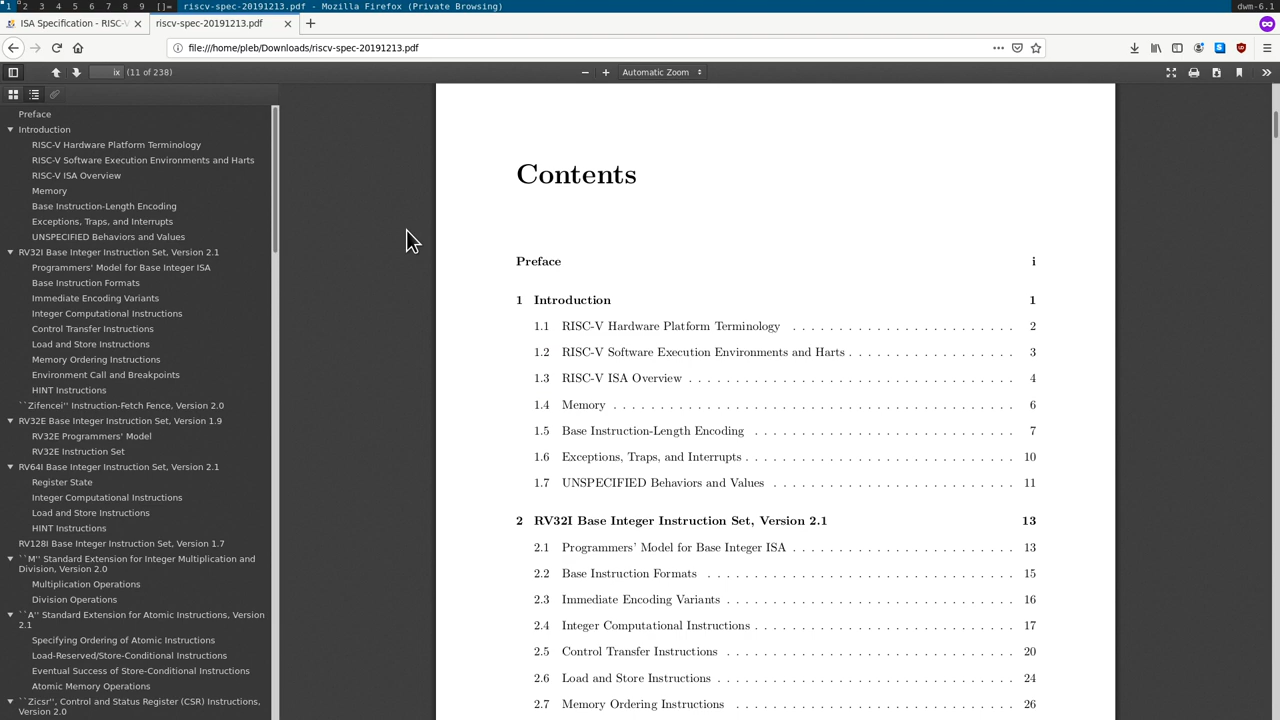 1 2 3 4 5 6 7 8 9 []= riscv-spec-20191213.pdf - Mozilla Firefox (Private Browsing) dwm-6.1
ISA Specification - RISC-V riscv-spec-20191213.pdf
file:///home/pleb/Downloads/riscv-spec-20191213.pdf
ix (11 of 238) Automatic Zoom
Preface
Introduction
RISC-V Hardware Platform Terminology
RISC-V Software Execution Environments and Harts
RISC-V ISA Overview
Memory
Base Instruction-Length Encoding
Exceptions, Traps, and Interrupts
UNSPECIFIED Behaviors and Values
RV32I Base Integer Instruction Set, Version 2.1
Programmers' Model for Base Integer ISA
Base Instruction Formats
Immediate Encoding Variants
Integer Computational Instructions
Control Transfer Instructions
Load and Store Instructions
Memory Ordering Instructions
Environment Call and Breakpoints
HINT Instructions
``Zifencei'' Instruction-Fetch Fence, Version 2.0
RV32E Base Integer Instruction Set, Version 1.9
RV32E Programmers' Model
RV32E Instruction Set
RV64I Base Integer Instruction Set, Version 2.1
Register State
Integer Computational Instructions
Load and Store Instructions
HINT Instructions
RV128I Base Integer Instruction Set, Version 1.7
``M'' Standard Extension for Integer Multiplication and
Division, Version 2.0
Multiplication Operations
Division Operations
``A'' Standard Extension for Atomic Instructions, Version
2.1
Specifying Ordering of Atomic Instructions
Load-Reserved/Store-Conditional Instructions
Eventual Success of Store-Conditional Instructions
Atomic Memory Operations
``Zicsr'', Control and Status Register (CSR) Instructions,
Version 2.0
Contents
Preface i
1 Introduction 1
1.1 RISC-V Hardware Platform Terminology . . . . . . . . . . . . . . . . . . 2
1.2 RISC-V Software Execution Environments and Harts . . . . . . . . . . . . . 3
1.3 RISC-V ISA Overview . . . . . . . . . . . . . . . . . . . . . . . . . . 4
1.4 Memory . . . . . . . . . . . . . . . . . . . . . . . . . . . . . . . . 6
1.5 Base Instruction-Length Encoding . . . . . . . . . . . . . . . . . . . . . 7
1.6 Exceptions, Traps, and Interrupts . . . . . . . . . . . . . . . . . . . . . 10
1.7 UNSPECIFIED Behaviors and Values . . . . . . . . . . . . . . . . . . . . 11
2 RV32I Base Integer Instruction Set, Version 2.1 13
2.1 Programmers' Model for Base Integer ISA . . . . . . . . . . . . . . . . . . 13
2.2 Base Instruction Formats . . . . . . . . . . . . . . . . . . . . . . . . . 15
2.3 Immediate Encoding Variants . . . . . . . . . . . . . . . . . . . . . . . 16
2.4 Integer Computational Instructions . . . . . . . . . . . . . . . . . . . . . 17
2.5 Control Transfer Instructions . . . . . . . . . . . . . . . . . . . . . . . 20
2.6 Load and Store Instructions . . . . . . . . . . . . . . . . . . . . . . . . 24
2.7 Memory Ordering Instructions . . . . . . . . . . . . . . . . . . . . . . . 26